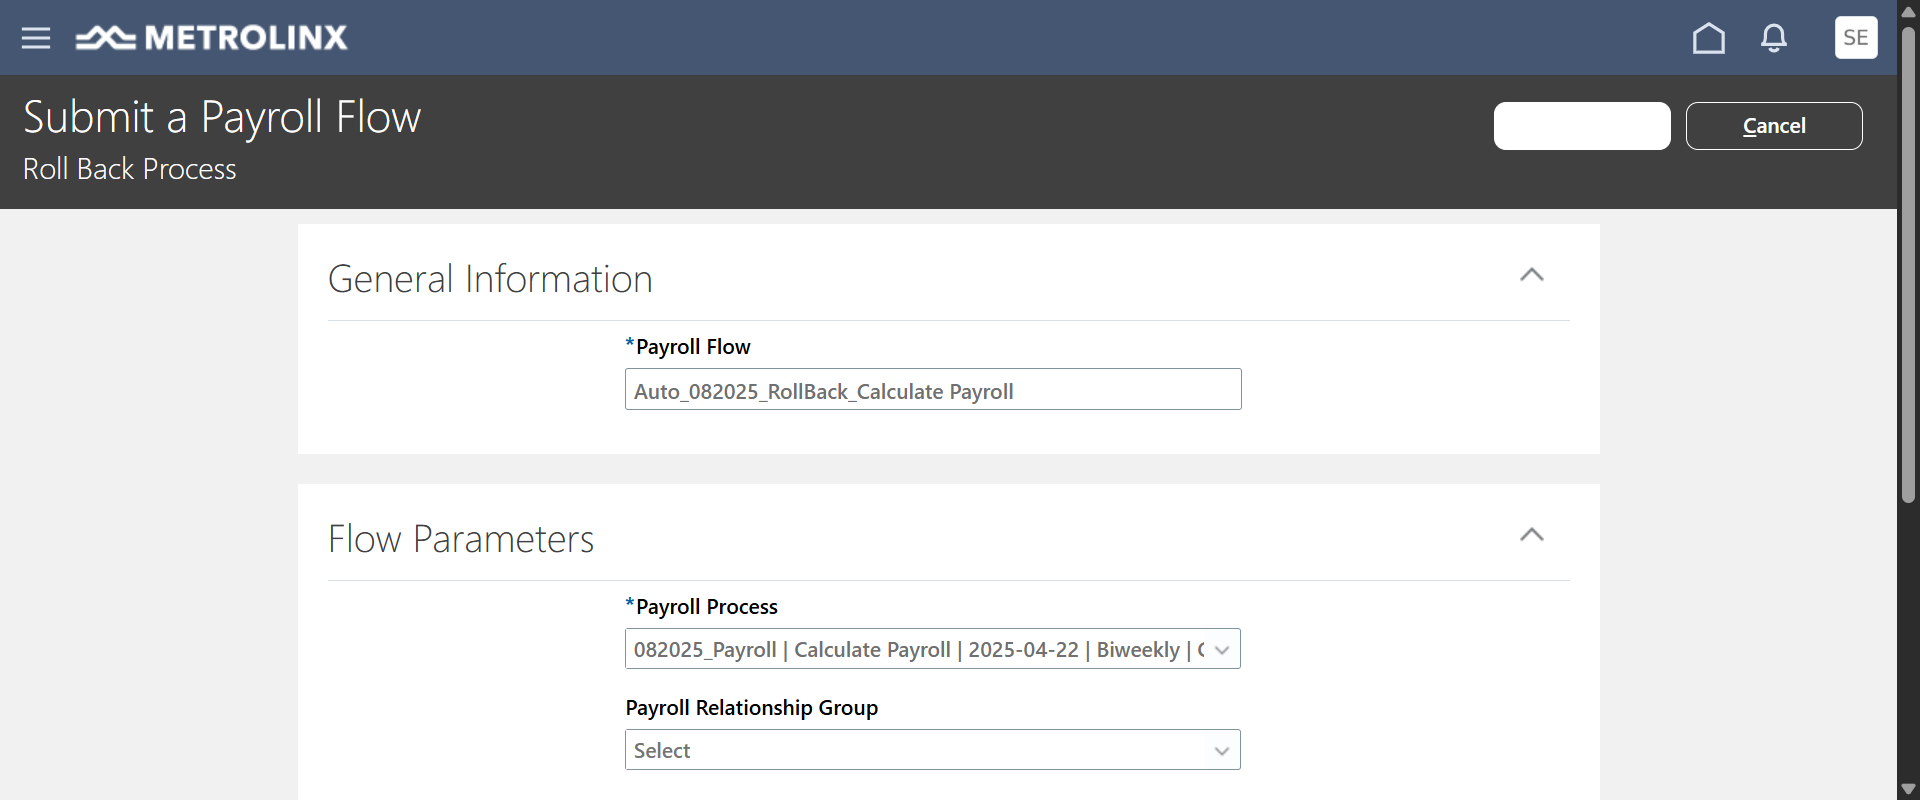 METROLINX
SE
Submit a Payroll Flow
Cancel
Roll Back Process
General Information
*Payroll Flow
Auto_082025_RollBack_Calculate Payroll
Flow Parameters
*Payroll Process
082025_Payroll | Calculate Payroll | 2025-04-22 | Biweekly |
Payroll Relationship Group
Select